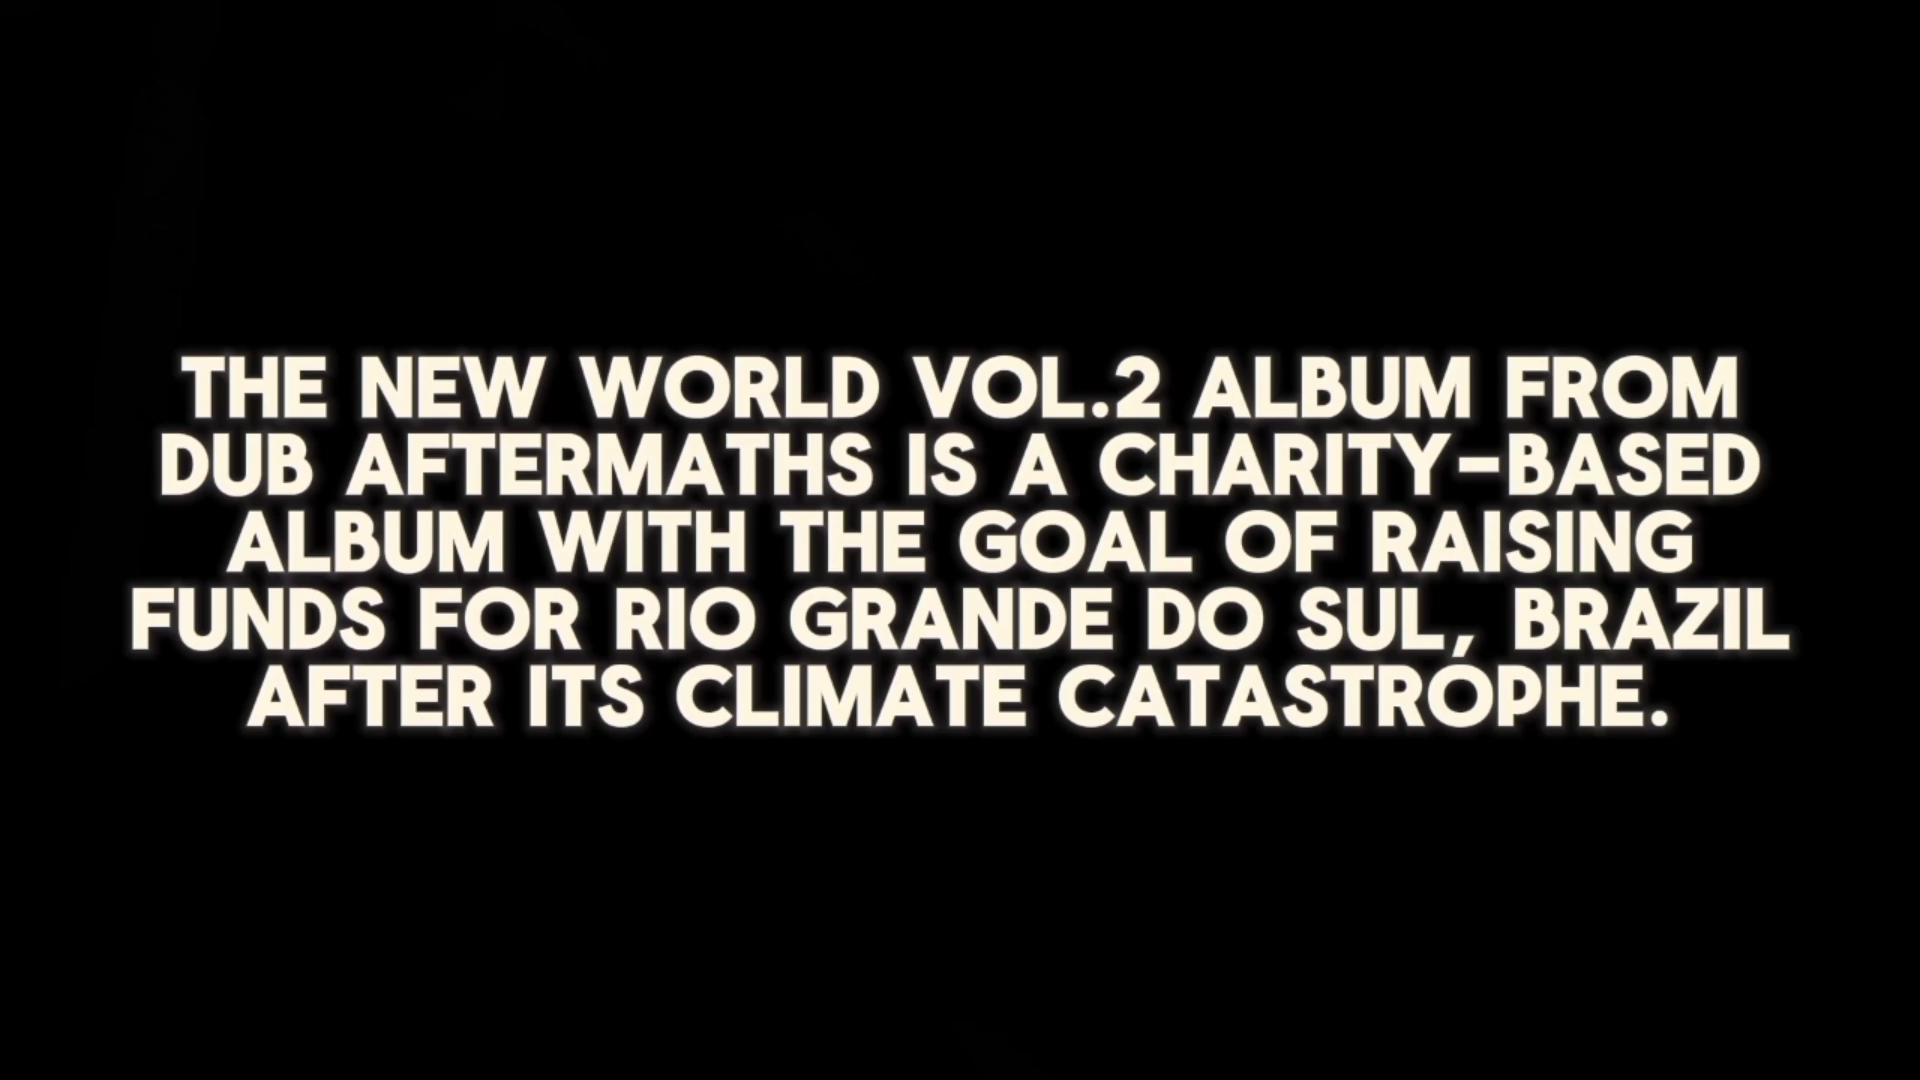 THE NEW WORLD VOL.2 ALBUM FROM
DUB AFTERMATHS IS A CHARITY-BASED
ALBUM WITH THE GOAL OF RAISING
FUNDS FOR RIO GRANDE DO SUL, BRAZIL
AFTER ITS CLIMATE CATASTROPHE.